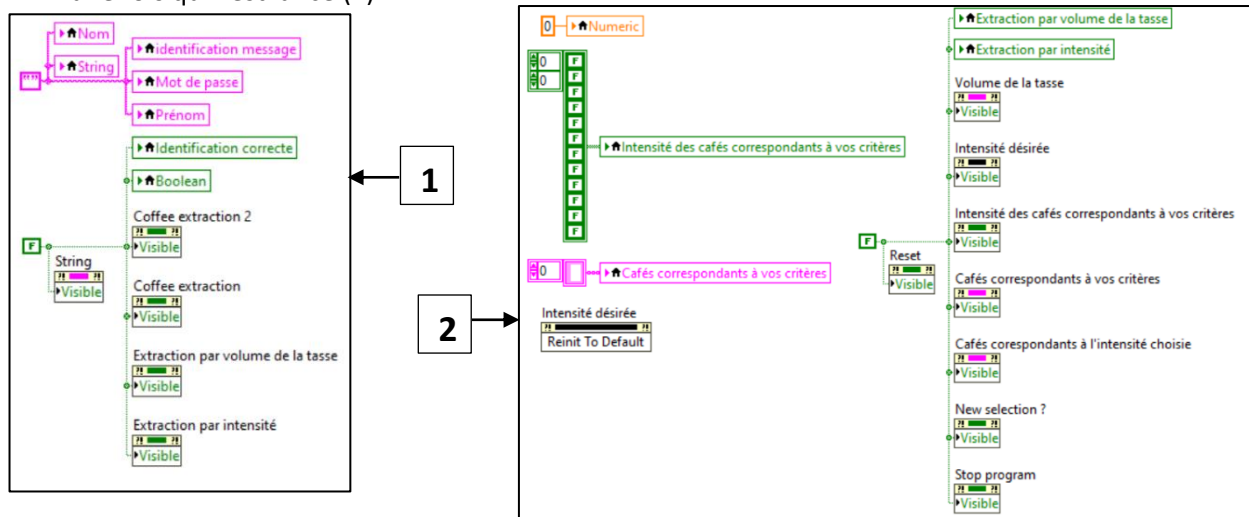 Nom
String
identification message
Mot de passe
Prénom
Identification correcte
Boolean
Coffee extraction 2
Visible
F
String
Visible
Coffee extraction
Visible
Extraction par volume de la tasse
Visible
Extraction par intensité
Visible
1
2
0
Numeric
0
0
F
F
F
F
F
F
F
F
F
F
F
F
Intensité des cafés correspondants à vos critères
0
Cafés correspondants à vos critères
Intensité désirée
Reinit To Default
Extraction par volume de la tasse
Extraction par intensité
Volume de la tasse
Visible
Intensité désirée
Visible
Intensité des cafés correspondants à vos critères
Visible
F
Reset
Visible
Cafés correspondants à vos critères
Visible
Cafés corespondants à l'intensité choisie
Visible
New selection ?
Visible
Stop program
Visible